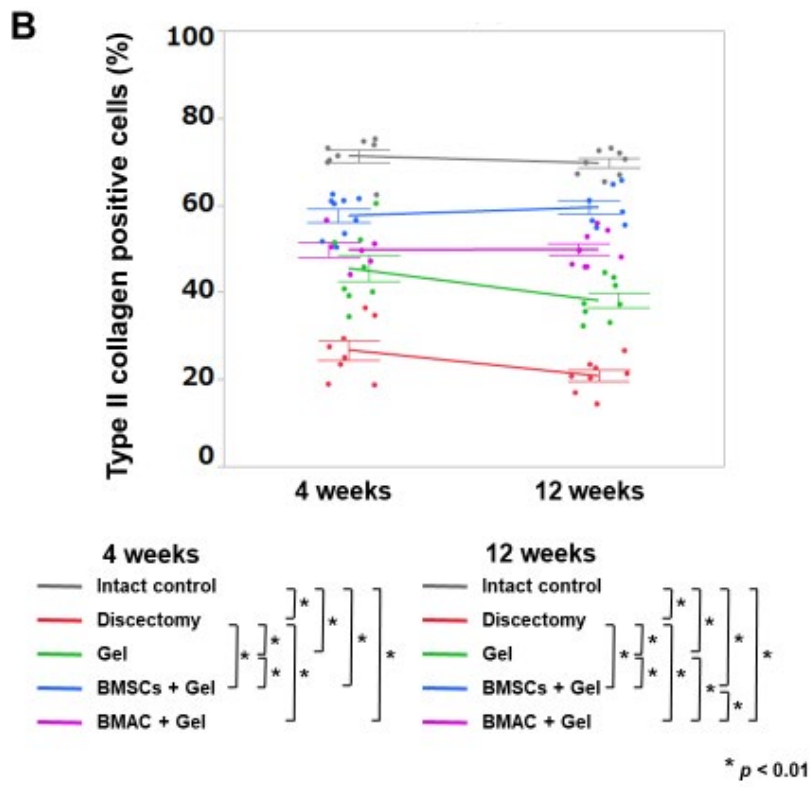 B
Type II collagen positive cells (%)
100
80
60
40
20
0
4 weeks 12 weeks
4 weeks
Intact control
Discectomy
Gel
BMSCs + Gel
BMAC + Gel
* * * * * * *
12 weeks
Intact control
Discectomy
Gel
BMSCs + Gel
BMAC + Gel
* * * * * * * * *
* p < 0.01